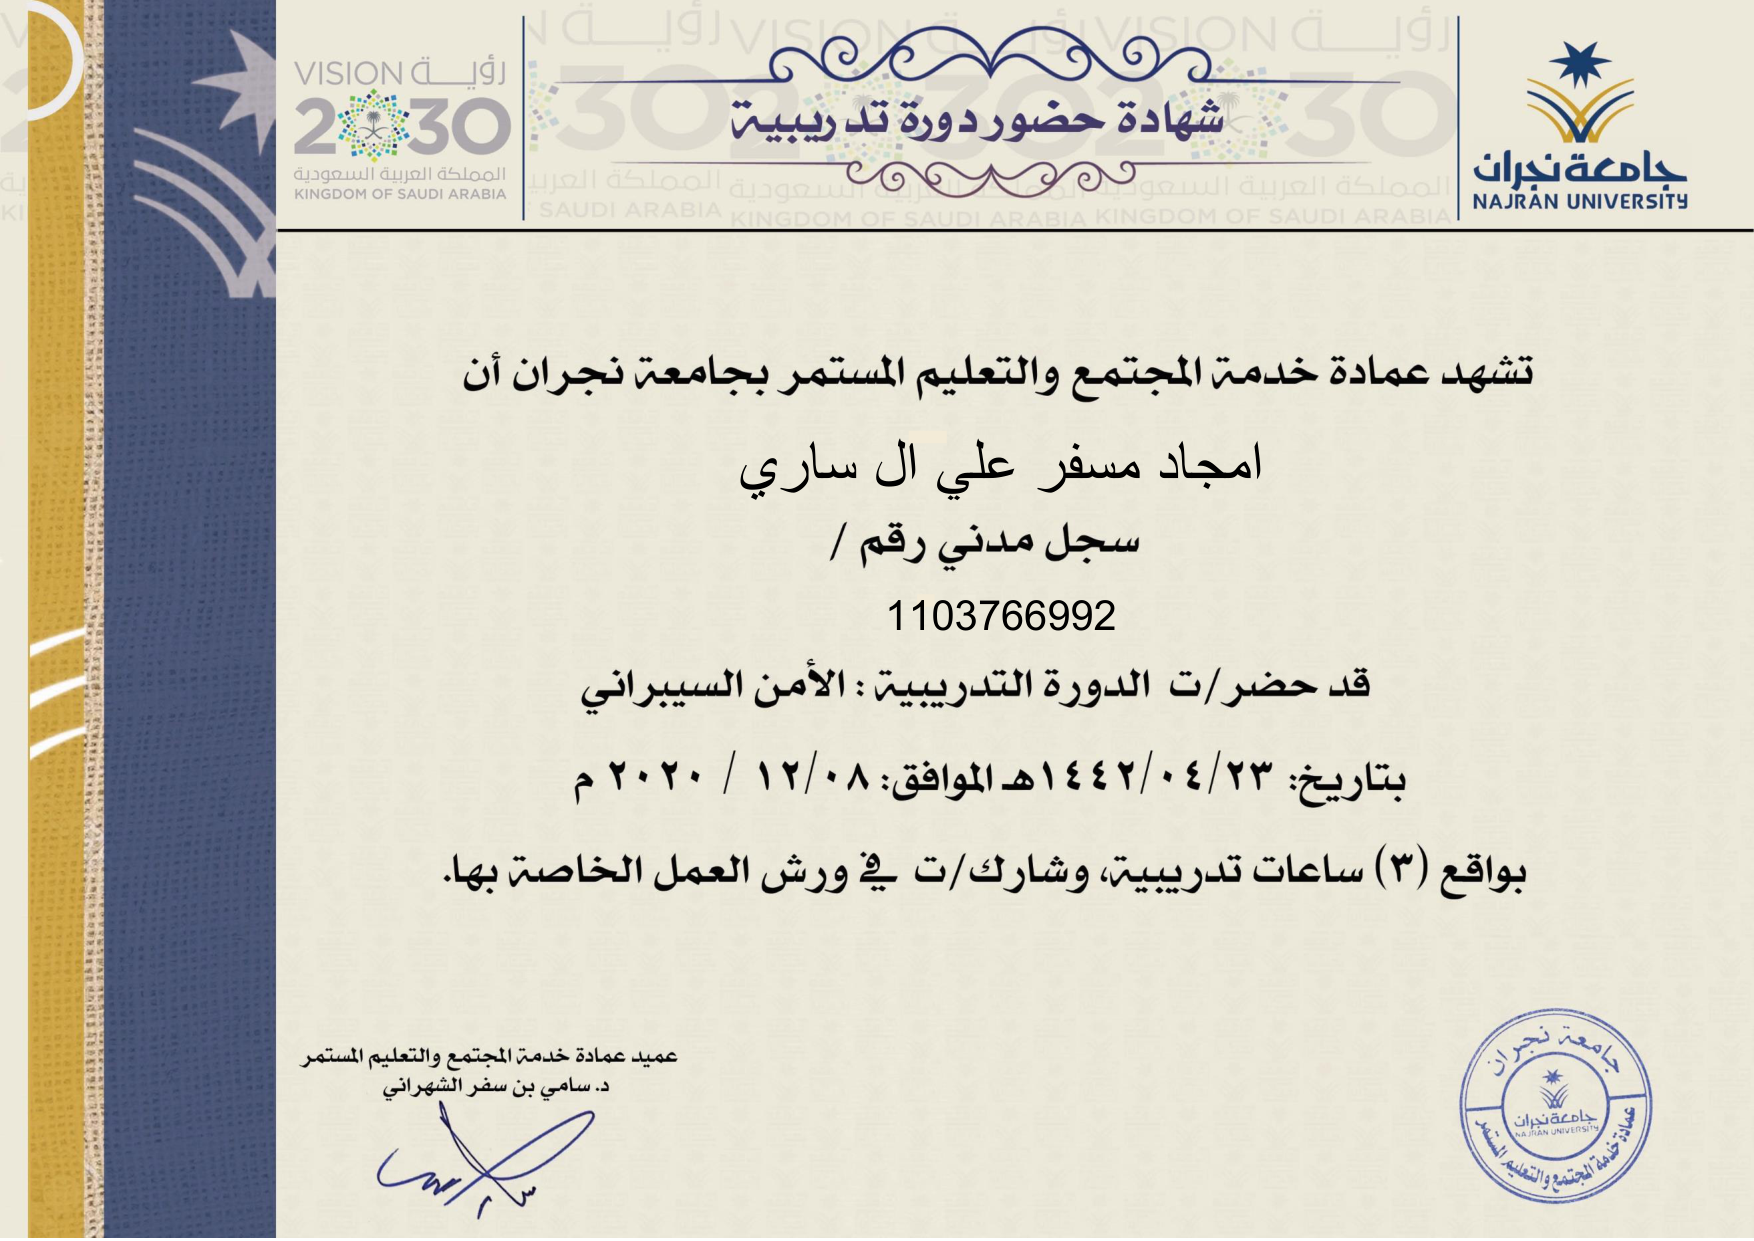 VISION رؤيـــة
2030
المملكة العربية السعودية
KINGDOM OF SAUDI ARABIA
شهادة حضور دورة تدريبية
جامعة نجران
NAJRAN UNIVERSITY
تشهد عمادة خدمة المجتمع والتعليم المستمر بجامعة نجران أن
امجاد مسفر علي ال ساري
سجل مدني رقم /
1103766992
قد حضر/ت الدورة التدريبية : الأمن السيبراني
بتاريخ: ١٤٤٢/٠٤/٢٣هـ الموافق: ١٢/٠٨ / ٢٠٢٠ م
بواقع (٣) ساعات تدريبية، وشارك/ت في ورش العمل الخاصة بها.
عميد عمادة خدمة المجتمع والتعليم المستمر
د. سامي بن سفر الشهراني
جامعة نجران
جامعة نجران
NAJRAN UNIVERSITY
عمادة خدمة المجتمع والتعليم المستمر